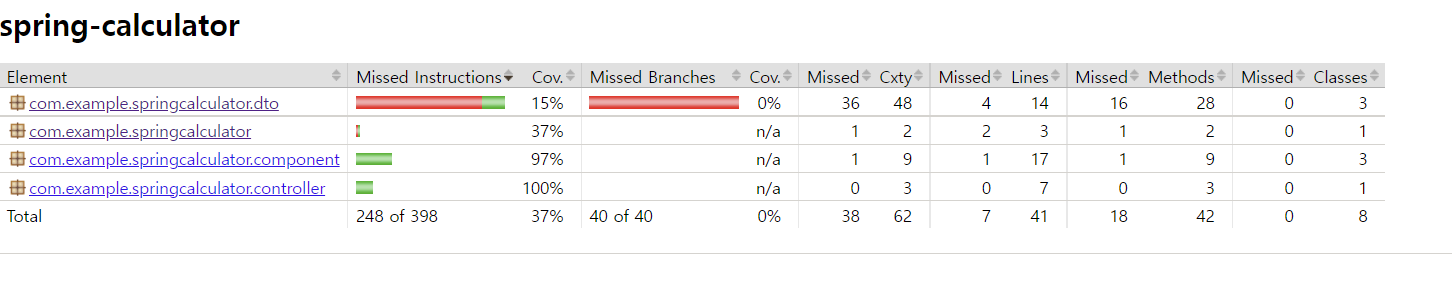 spring-calculator
Element Missed Instructions Cov. Missed Branches Cov. Missed Cxty Missed Lines Missed Methods Missed Classes
com.example.springcalculator.dto 15% 0% 36 48 4 14 16 28 0 3
com.example.springcalculator 37% n/a 1 2 2 3 1 2 0 1
com.example.springcalculator.component 97% n/a 1 9 1 17 1 9 0 3
com.example.springcalculator.controller 100% n/a 0 3 0 7 0 3 0 1
Total 248 of 398 37% 40 of 40 0% 38 62 7 41 18 42 0 8